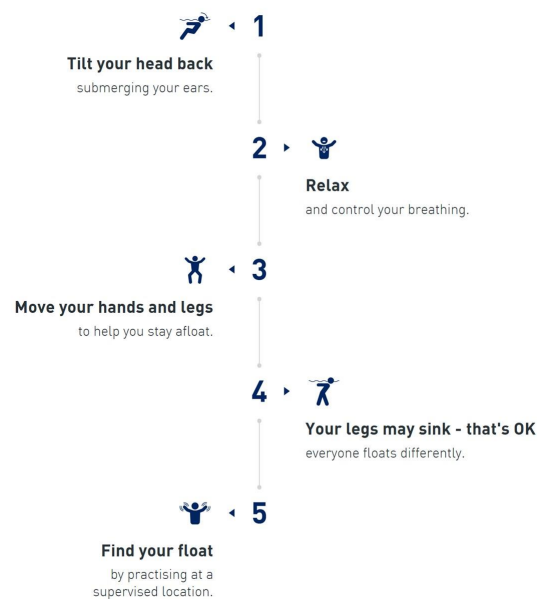 1
Tilt your head back
submerging your ears.
2
Relax
and control your breathing.
3
Move your hands and legs
to help you stay afloat.
4
Your legs may sink - that's OK
everyone floats differently.
5
Find your float
by practising at a
supervised location.